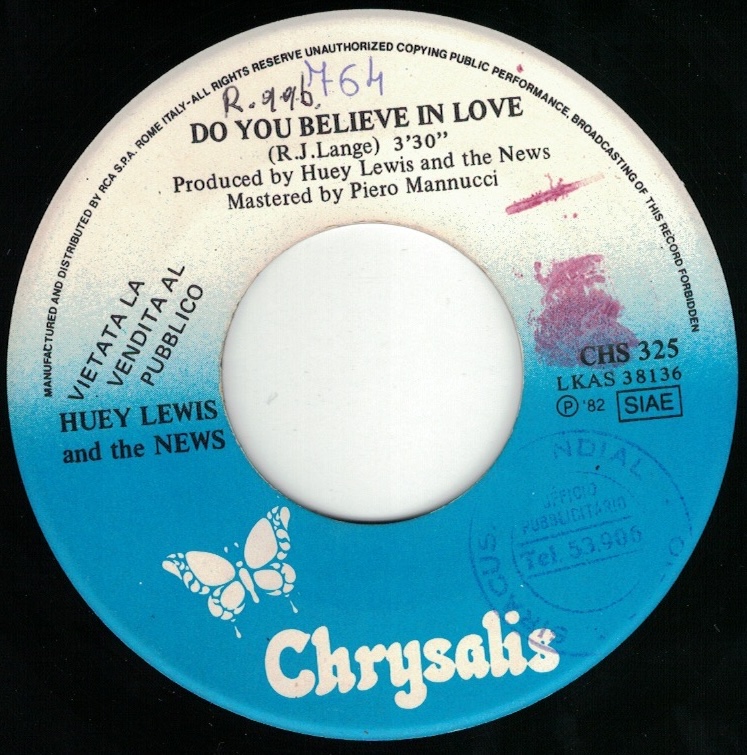 MANUFACTURED AND DISTRIBUTED BY RCA S.P.A. ROME ITALY-ALL RIGHTS RESERVE UNAUTHORIZED COPYING PUBLIC PERFORMANCE, BROADCASTING OF THIS RECORD FORBIDDEN
764
DO YOU BELIEVE IN LOVE
(R.J.Lange) 3'30"
Produced by Huey Lewis and the News
Mastered by Piero Mannucci
VIETATA LA
VENDITA AL
PUBBLICO
CHS 325
LKAS 38136
Ⓟ '82 SIAE
HUEY LEWIS
and the NEWS
NDIAL
UFFICIO
PUBBLICITARIO
Tel. 53.906
SIRACUS
Chrysalis